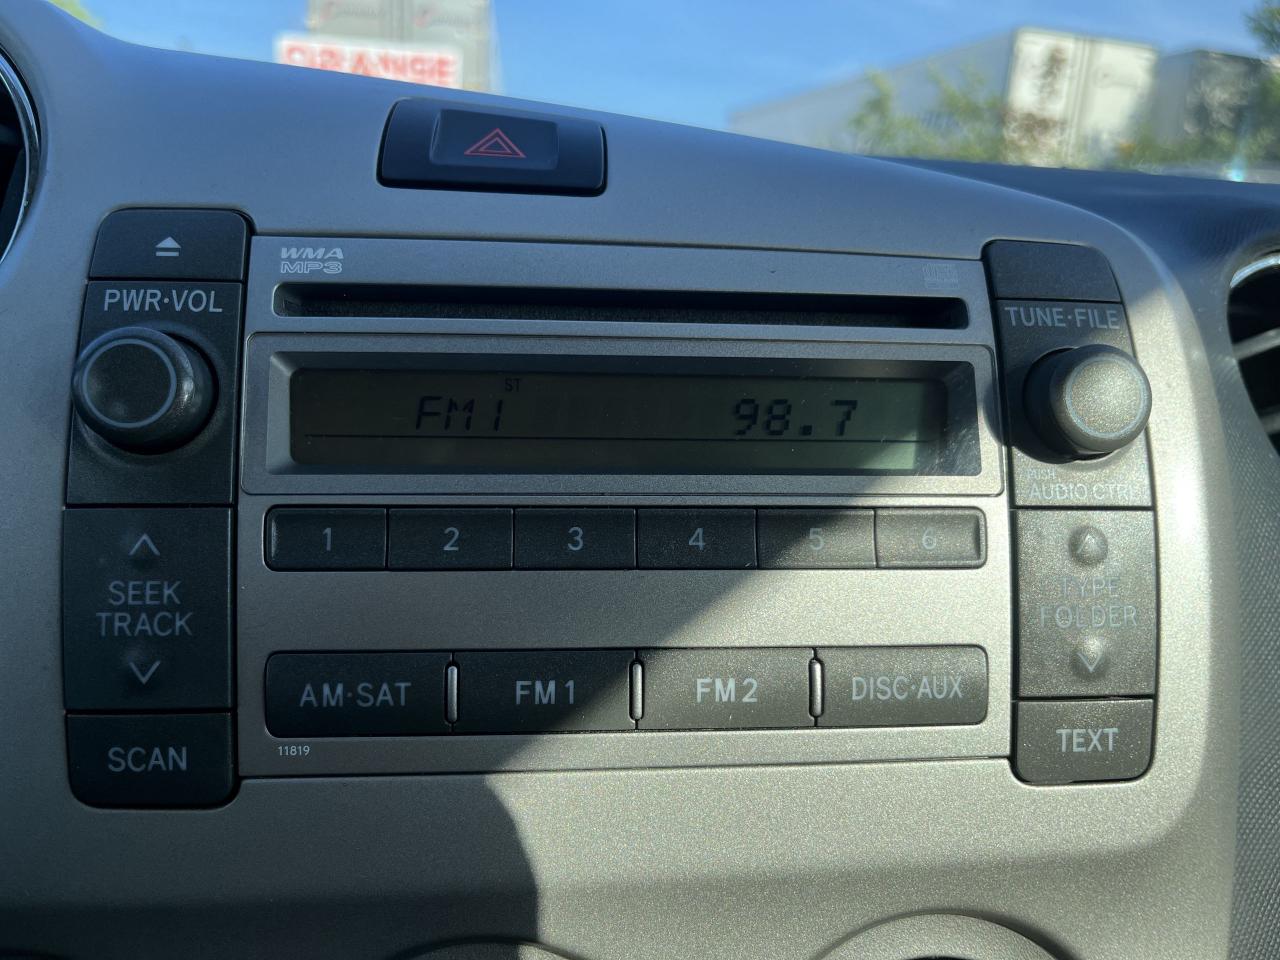 ORANGE
WMA
MP3
PWR·VOL
TUNE·FILE
ST
FM1 98.7
PUSH
AUDIO CTRL
1 2 3 4 5 6
SEEK
TRACK
TYPE
FOLDER
AM·SAT FM1 FM2 DISC·AUX
11819
SCAN
TEXT